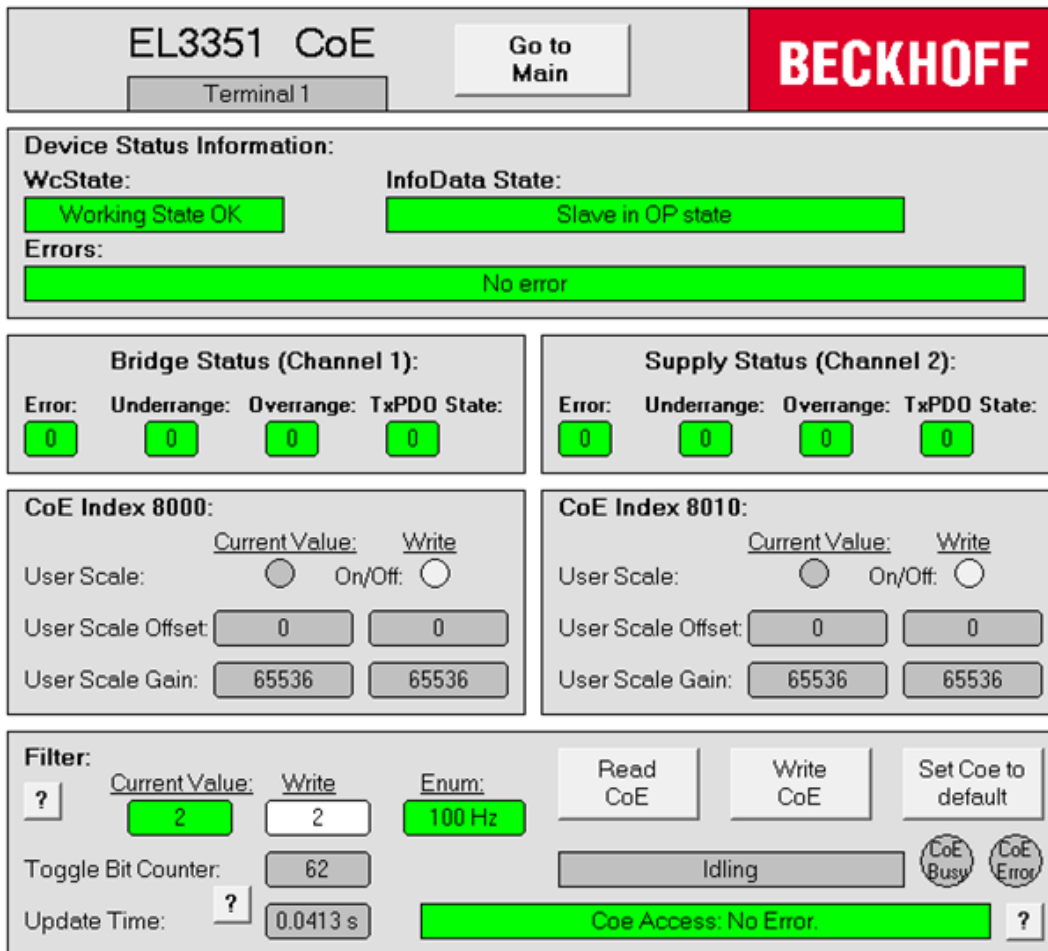 EL3351 CoE
Terminal 1
Go to
Main
BECKHOFF
Device Status Information:
WcState: InfoData State:
Working State OK Slave in OP state
Errors:
No error
Bridge Status (Channel 1):
Error: Underrange: Overrange: TxPDO State:
0 0 0 0
Supply Status (Channel 2):
Error: Underrange: Overrange: TxPDO State:
0 0 0 0
CoE Index 8000:
Current Value: Write
User Scale: On/Off:
User Scale Offset: 0 0
User Scale Gain: 65536 65536
CoE Index 8010:
Current Value: Write
User Scale: On/Off:
User Scale Offset: 0 0
User Scale Gain: 65536 65536
Filter:
? Current Value: Write Enum:
2 2 100 Hz
Toggle Bit Counter: 62
Update Time: ? 0.0413 s
Read
CoE
Write
CoE
Set Coe to
default
Idling
CoE
Busy
CoE
Error
Coe Access: No Error. ?